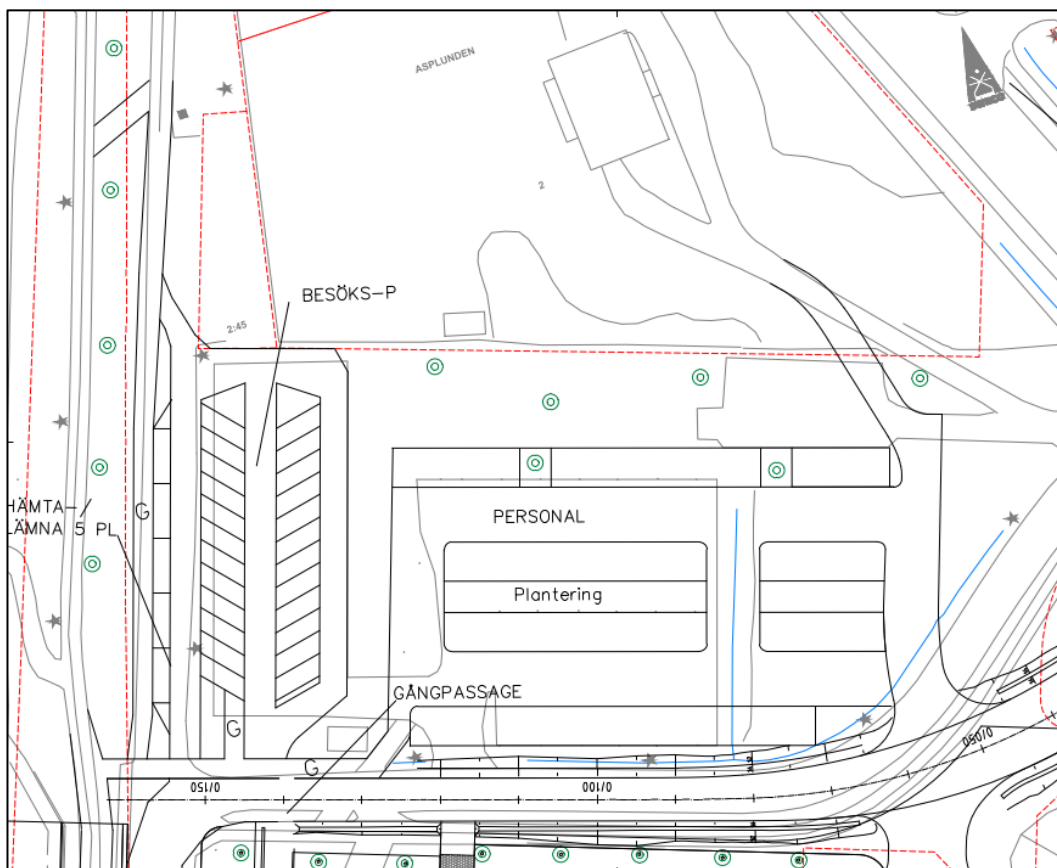 ASPLUNDEN
2
BESÖKS-P
2:45
HÄMTA-/
LÄMNA 5 PL
G
PERSONAL
Plantering
GÅNGPASSAGE
G
G
0/050
0/100
0/150